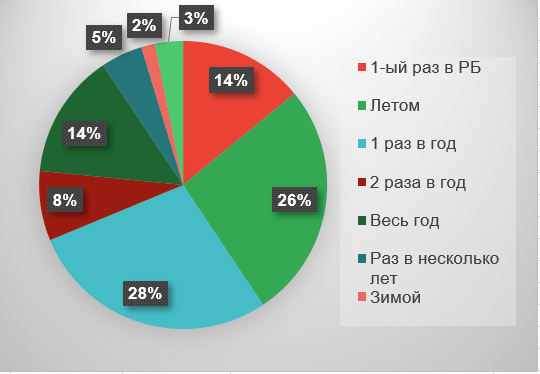 2%
3%
5%
14%
14%
8%
26%
28%
1-ый раз в РБ
Летом
1 раз в год
2 раза в год
Весь год
Раз в несколько
лет
Зимой